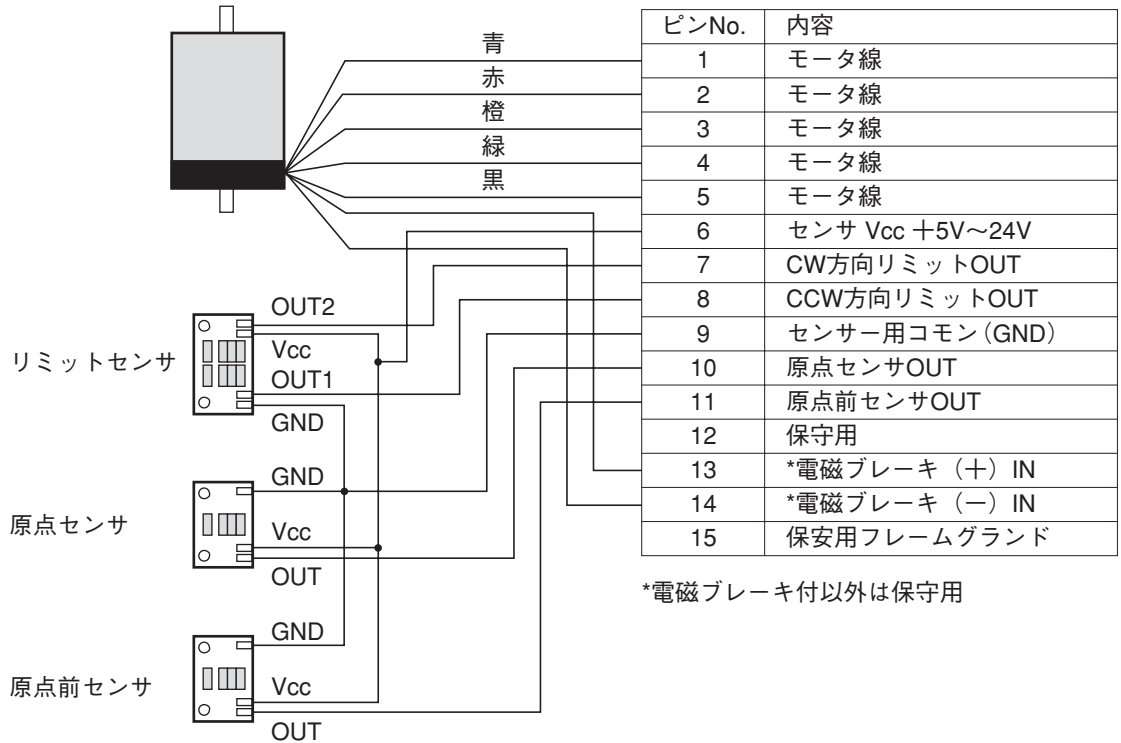 青
赤
橙
緑
黒
OUT2
Vcc
OUT1
GND
リミットセンサ
GND
Vcc
OUT
原点センサ
GND
Vcc
OUT
原点前センサ
ピンNo. 内容
1 モータ線
2 モータ線
3 モータ線
4 モータ線
5 モータ線
6 センサ Vcc +5V～24V
7 CW方向リミットOUT
8 CCW方向リミットOUT
9 センサー用コモン(GND)
10 原点センサOUT
11 原点前センサOUT
12 保守用
13 *電磁ブレーキ（+）IN
14 *電磁ブレーキ（－）IN
15 保安用フレームグランド
*電磁ブレーキ付以外は保守用